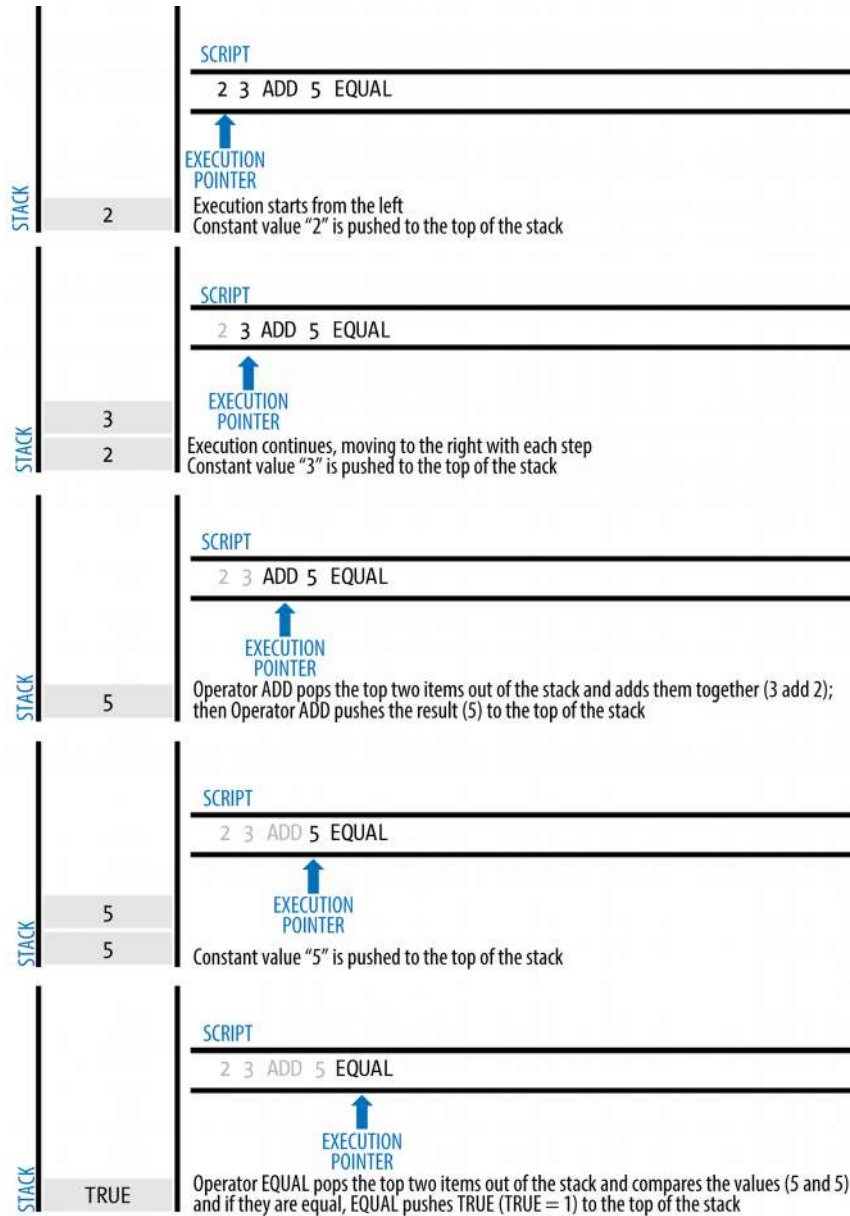 SCRIPT
2 3 ADD 5 EQUAL
EXECUTION
POINTER
STACK
2
Execution starts from the left
Constant value “2” is pushed to the top of the stack
SCRIPT
2 3 ADD 5 EQUAL
EXECUTION
POINTER
STACK
3
2
Execution continues, moving to the right with each step
Constant value “3” is pushed to the top of the stack
SCRIPT
2 3 ADD 5 EQUAL
EXECUTION
POINTER
STACK
5
Operator ADD pops the top two items out of the stack and adds them together (3 add 2);
then Operator ADD pushes the result (5) to the top of the stack
SCRIPT
2 3 ADD 5 EQUAL
EXECUTION
POINTER
STACK
5
5
Constant value “5” is pushed to the top of the stack
SCRIPT
2 3 ADD 5 EQUAL
EXECUTION
POINTER
STACK
TRUE
Operator EQUAL pops the top two items out of the stack and compares the values (5 and 5)
and if they are equal, EQUAL pushes TRUE (TRUE = 1) to the top of the stack